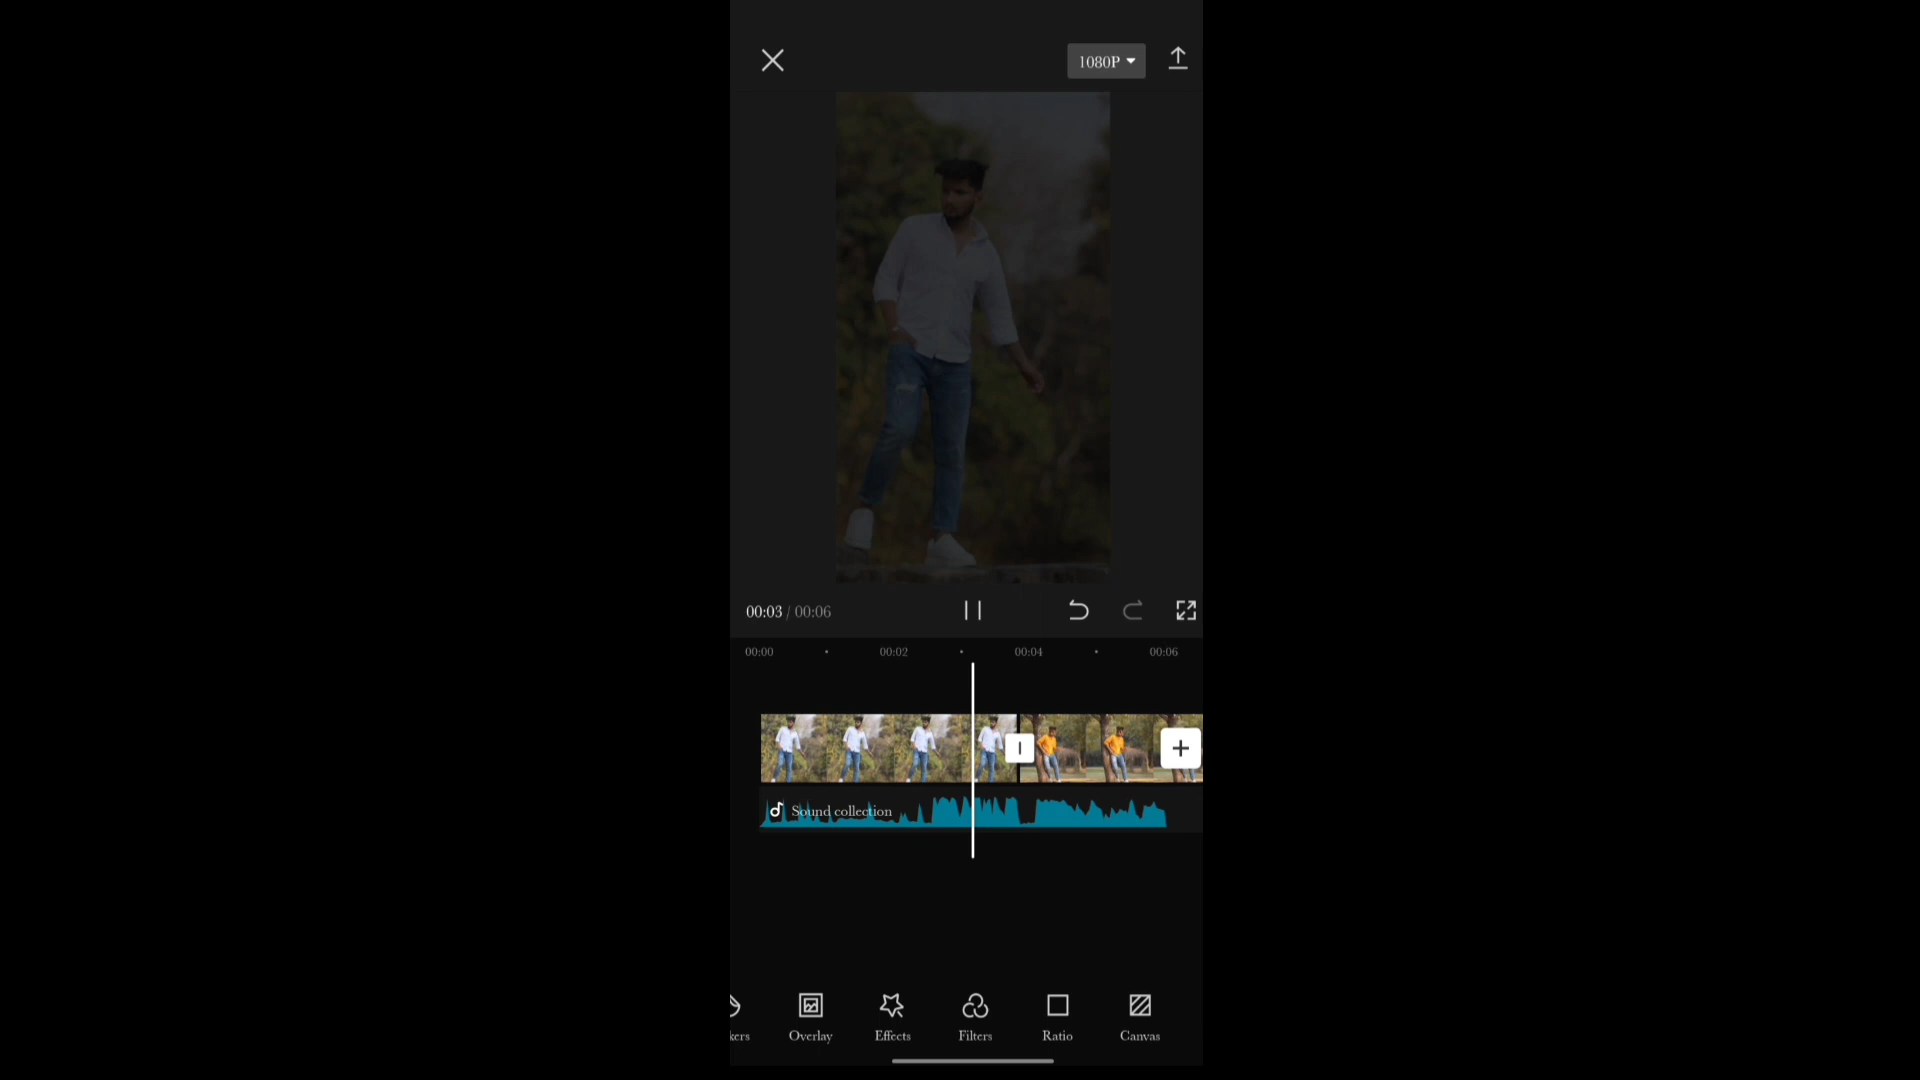 1080P
00:03 / 00:06
00:00 00:02 00:04 00:06
Sound collection
kers Overlay Effects Filters Ratio Canvas